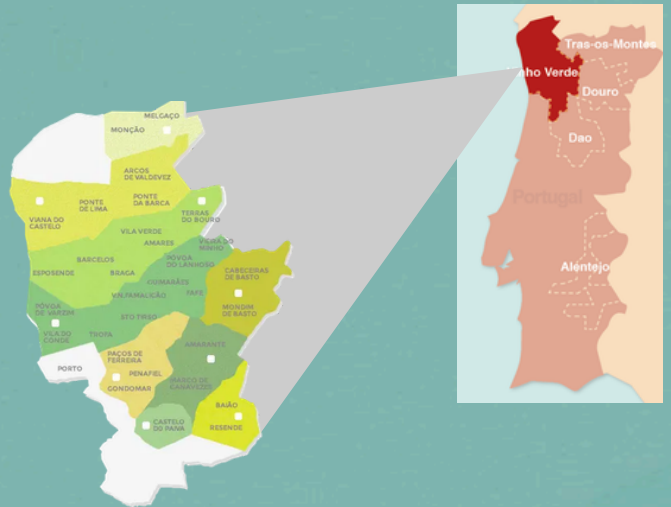 MELGAÇO
MONÇÃO
ARCOS
DE VALDEVEZ
PONTE
DE LIMA
PONTE
DA BARCA
VIANA DO
CASTELO
TERRAS
DO BOURO
VILA VERDE
AMARES
VIEIRA DO
MINHO
BARCELOS
PÓVOA
DO LANHOSO
ESPOSENDE
BRAGA
CABECEIRAS
DE BASTO
GUIMARÃES
V.N.FAMALICÃO
FAFE
PÓVOA
DE VARZIM
MONDIM
DE BASTO
STO TIRSO
VILA DO
CONDE
TROFA
AMARANTE
PAÇOS DE
FERREIRA
PORTO
PENAFIEL
MARCO DE
CANAVEZES
GONDOMAR
BAIÃO
CASTELO
DO PAIVA
RESENDE
Tras-os-Montes
nho Verde
Douro
Dao
Portugal
Alentejo